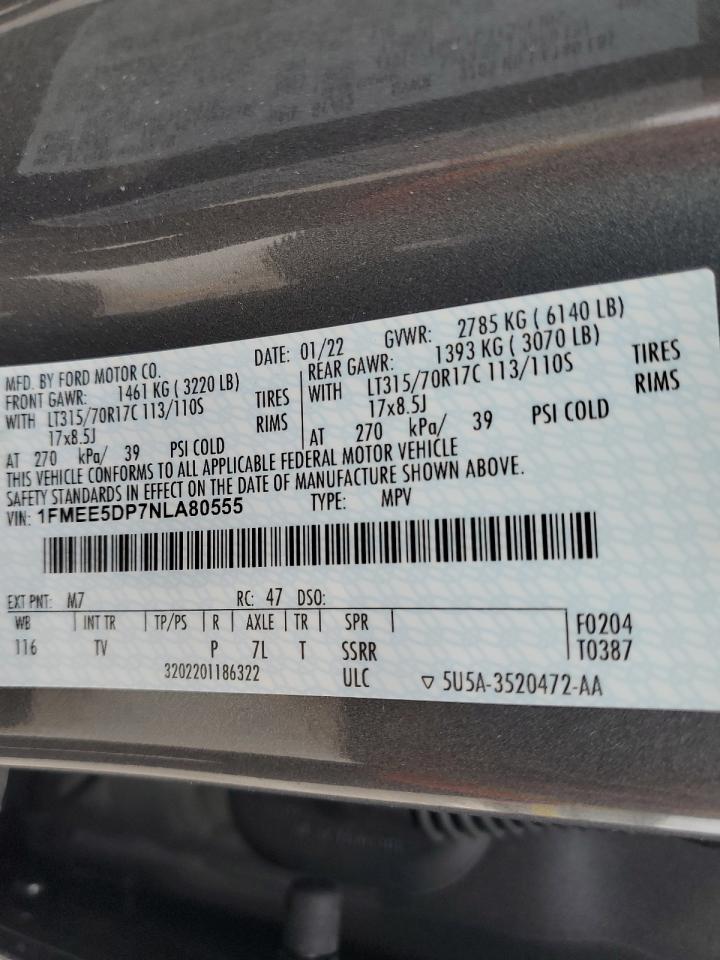 MFD. BY FORD MOTOR CO.
DATE: 01/22 GVWR: 2785 KG ( 6140 LB)
FRONT GAWR: 1461 KG ( 3220 LB)
WITH LT315/70R17C 113/110S TIRES
17x8.5J RIMS
AT 270 kPa/ 39 PSI COLD
REAR GAWR: 1393 KG ( 3070 LB)
WITH LT315/70R17C 113/110S TIRES
17x8.5J RIMS
AT 270 kPa/ 39 PSI COLD
THIS VEHICLE CONFORMS TO ALL APPLICABLE FEDERAL MOTOR VEHICLE
SAFETY STANDARDS IN EFFECT ON THE DATE OF MANUFACTURE SHOWN ABOVE.
VIN: 1FMEE5DP7NLA80555 TYPE: MPV
EXT PNT: M7 RC: 47 DSO:
WB INT TR TP/PS R AXLE TR SPR F0204
116 TV P 7L T SSRR T0387
3202201186322 ULC ▽ 5U5A-3520472-AA